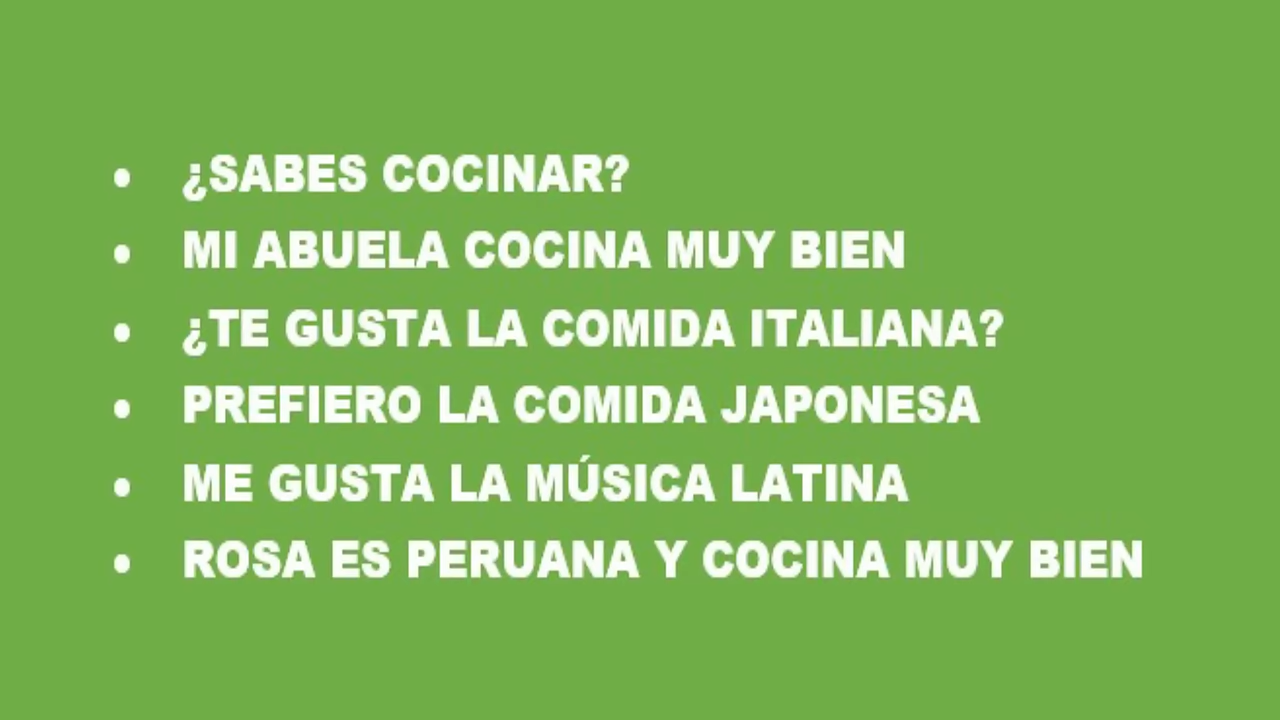 • ¿SABES COCINAR?
• MI ABUELA COCINA MUY BIEN
• ¿TE GUSTA LA COMIDA ITALIANA?
• PREFIERO LA COMIDA JAPONESA
• ME GUSTA LA MÚSICA LATINA
• ROSA ES PERUANA Y COCINA MUY BIEN